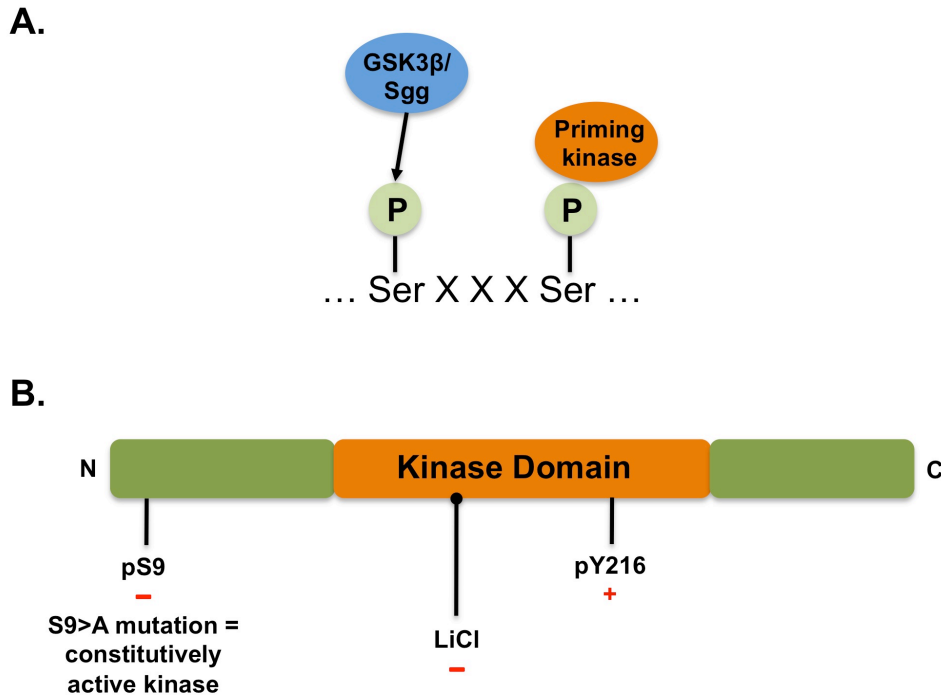 A.
GSK3β/
Sgg
Priming
kinase
P
P
... Ser X X X Ser ...
B.
N
Kinase Domain
C
pS9
pY216
-
+
S9>A mutation =
constitutively
active kinase
LiCl
-